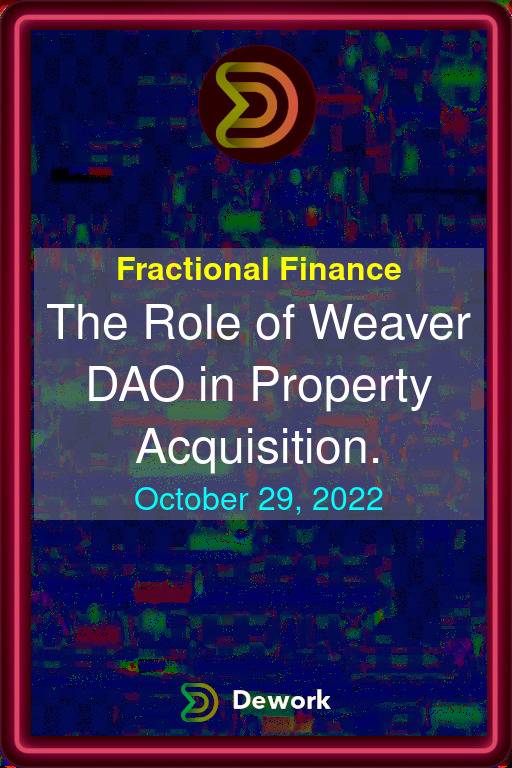 Fractional Finance
The Role of Weaver
DAO in Property
Acquisition.
October 29, 2022
Dework